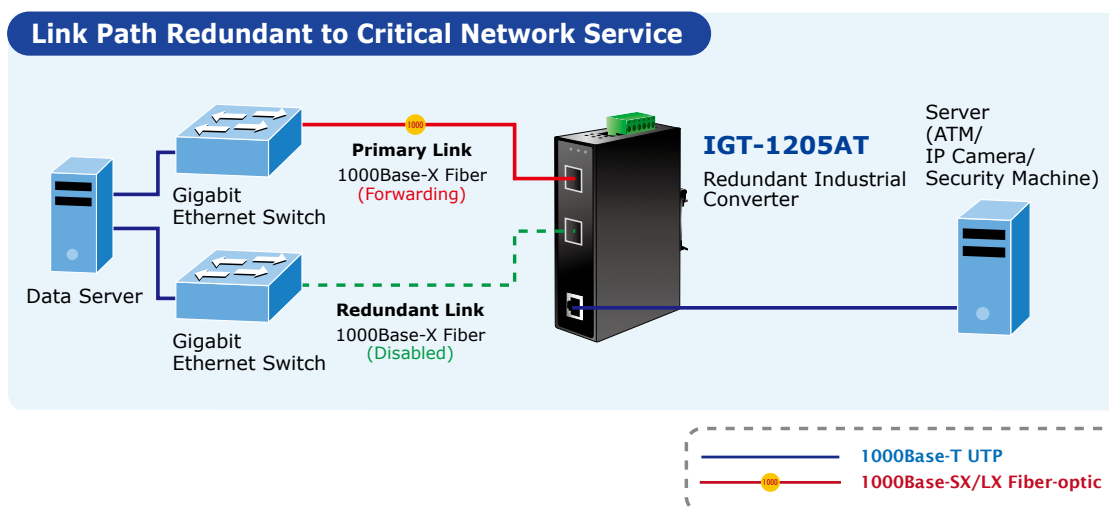 Link Path Redundant to Critical Network Service
1000
Primary Link
1000Base-X Fiber
(Forwarding)
Gigabit
Ethernet Switch
Data Server
Redundant Link
1000Base-X Fiber
(Disabled)
Gigabit
Ethernet Switch
IGT-1205AT
Redundant Industrial
Converter
Server
(ATM/
IP Camera/
Security Machine)
1000Base-T UTP
1000
1000Base-SX/LX Fiber-optic